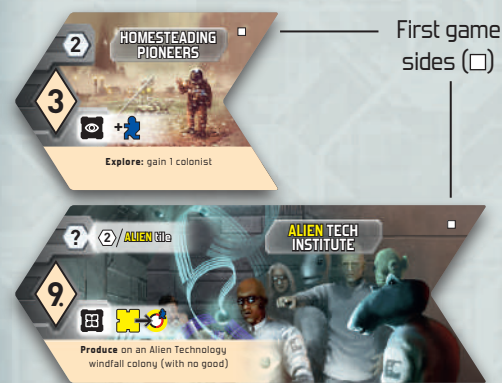 First game
sides (□)
2
HOMESTEADING
PIONEERS
3
+
Explore: gain 1 colonist
? 2/ALIEN tile
ALIEN TECH
INSTITUTE
9.
Produce on an Alien Technology
windfall colony (with no good)